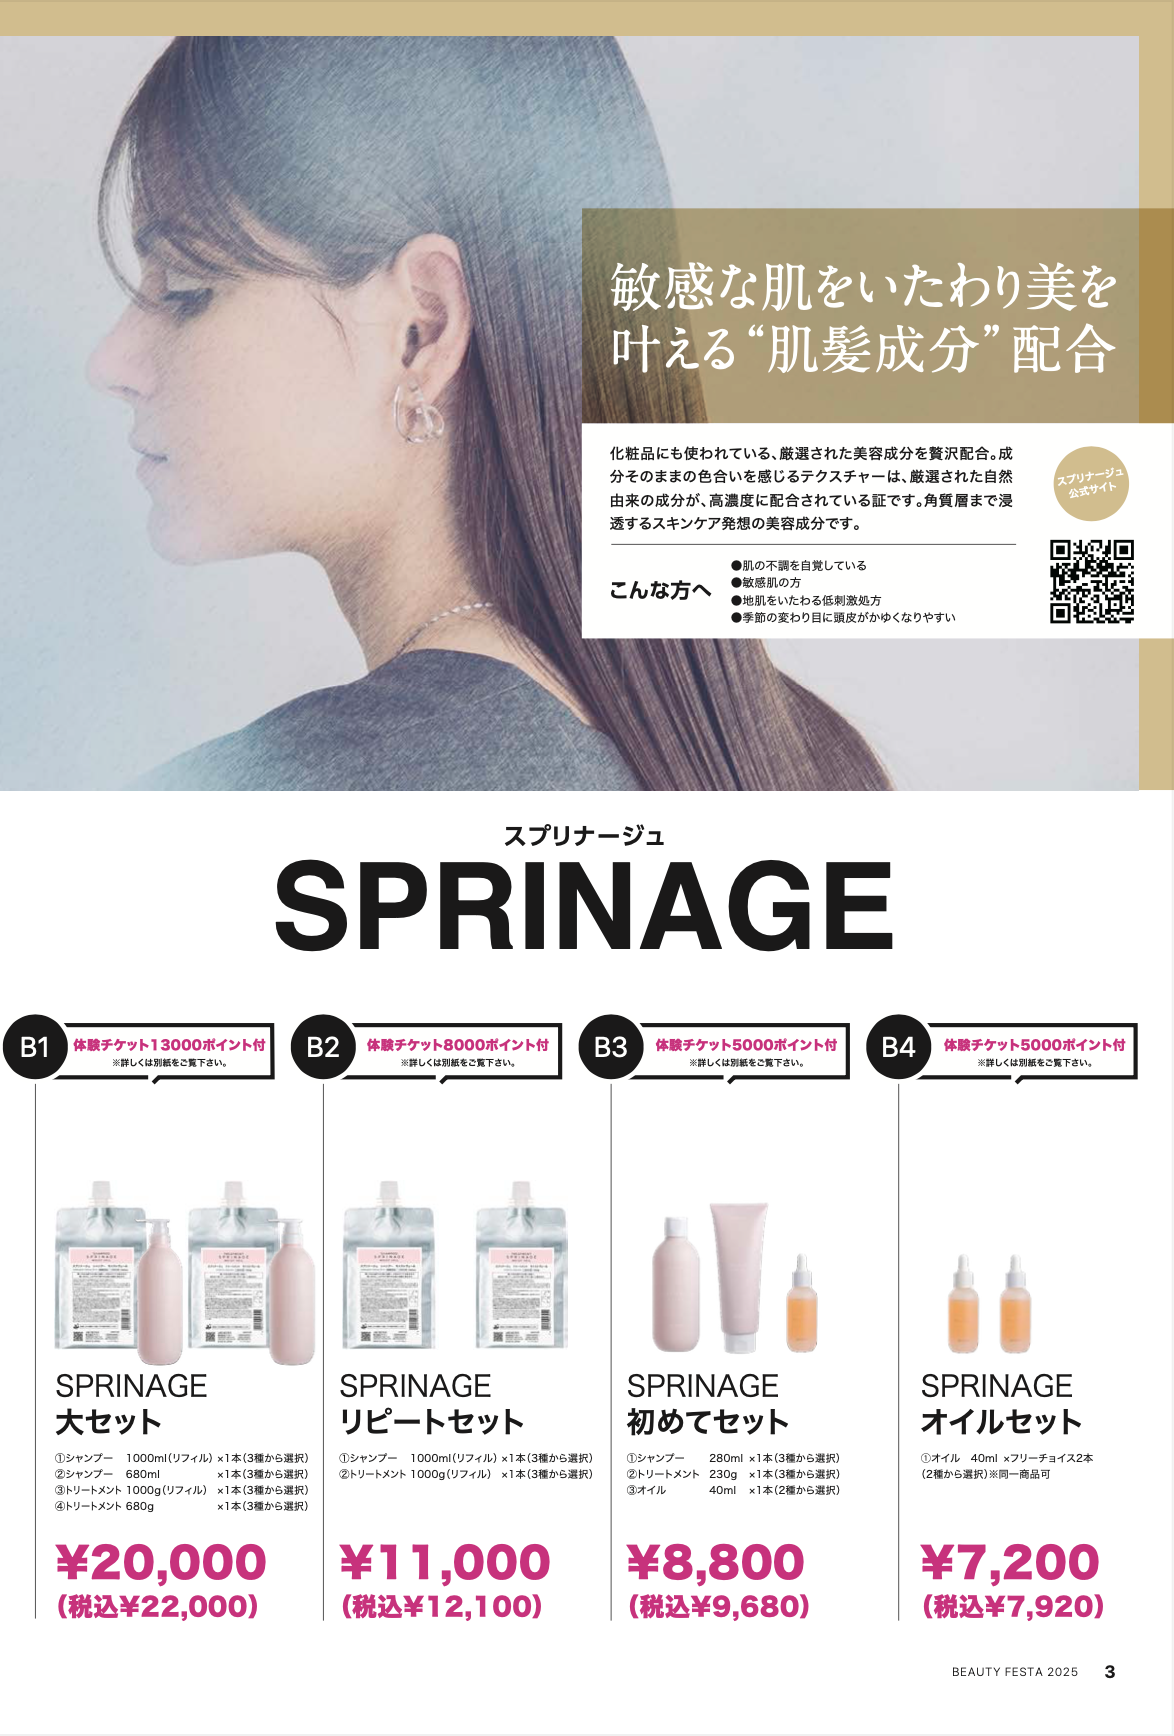 敏感な肌をいたわり美を
叶える“肌髪成分”配合
化粧品にも使われている、厳選された美容成分を贅沢配合。成
分そのままの色合いを感じるテクスチャーは、厳選された自然
由来の成分が、高濃度に配合されている証です。角質層まで浸
透するスキンケア発想の美容成分です。
スプリナージュ
公式サイト
こんな方へ
●肌の不調を自覚している
●敏感肌の方
●地肌をいたわる低刺激処方
●季節の変わり目に頭皮がかゆくなりやすい
スプリナージュ
SPRINAGE
B1
体験チケット13000ポイント付
※詳しくは別紙をご覧下さい。
SPRINAGE
大セット
①シャンプー 1000ml（リフィル）×1本（3種から選択）
②シャンプー 680ml ×1本（3種から選択）
③トリートメント 1000g（リフィル） ×1本（3種から選択）
④トリートメント 680g ×1本（3種から選択）
¥20,000
（税込¥22,000）
B2
体験チケット8000ポイント付
※詳しくは別紙をご覧下さい。
SPRINAGE
リピートセット
①シャンプー 1000ml（リフィル）×1本（3種から選択）
②トリートメント 1000g（リフィル） ×1本（3種から選択）
¥11,000
（税込¥12,100）
B3
体験チケット5000ポイント付
※詳しくは別紙をご覧下さい。
SPRINAGE
初めてセット
①シャンプー 280ml ×1本（3種から選択）
②トリートメント 230g ×1本（3種から選択）
③オイル 40ml ×1本（2種から選択）
¥8,800
（税込¥9,680）
B4
体験チケット5000ポイント付
※詳しくは別紙をご覧下さい。
SPRINAGE
オイルセット
①オイル 40ml ×フリーチョイス2本
（2種から選択）※同一商品可
¥7,200
（税込¥7,920）
BEAUTY FESTA 2025 3